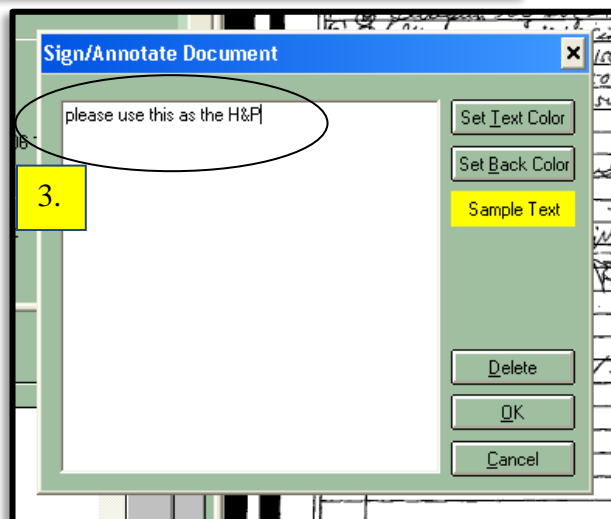 Sign/Annotate Document
please use this as the H&P
Set Text Color
Set Back Color
3.
Sample Text
Delete
OK
Cancel